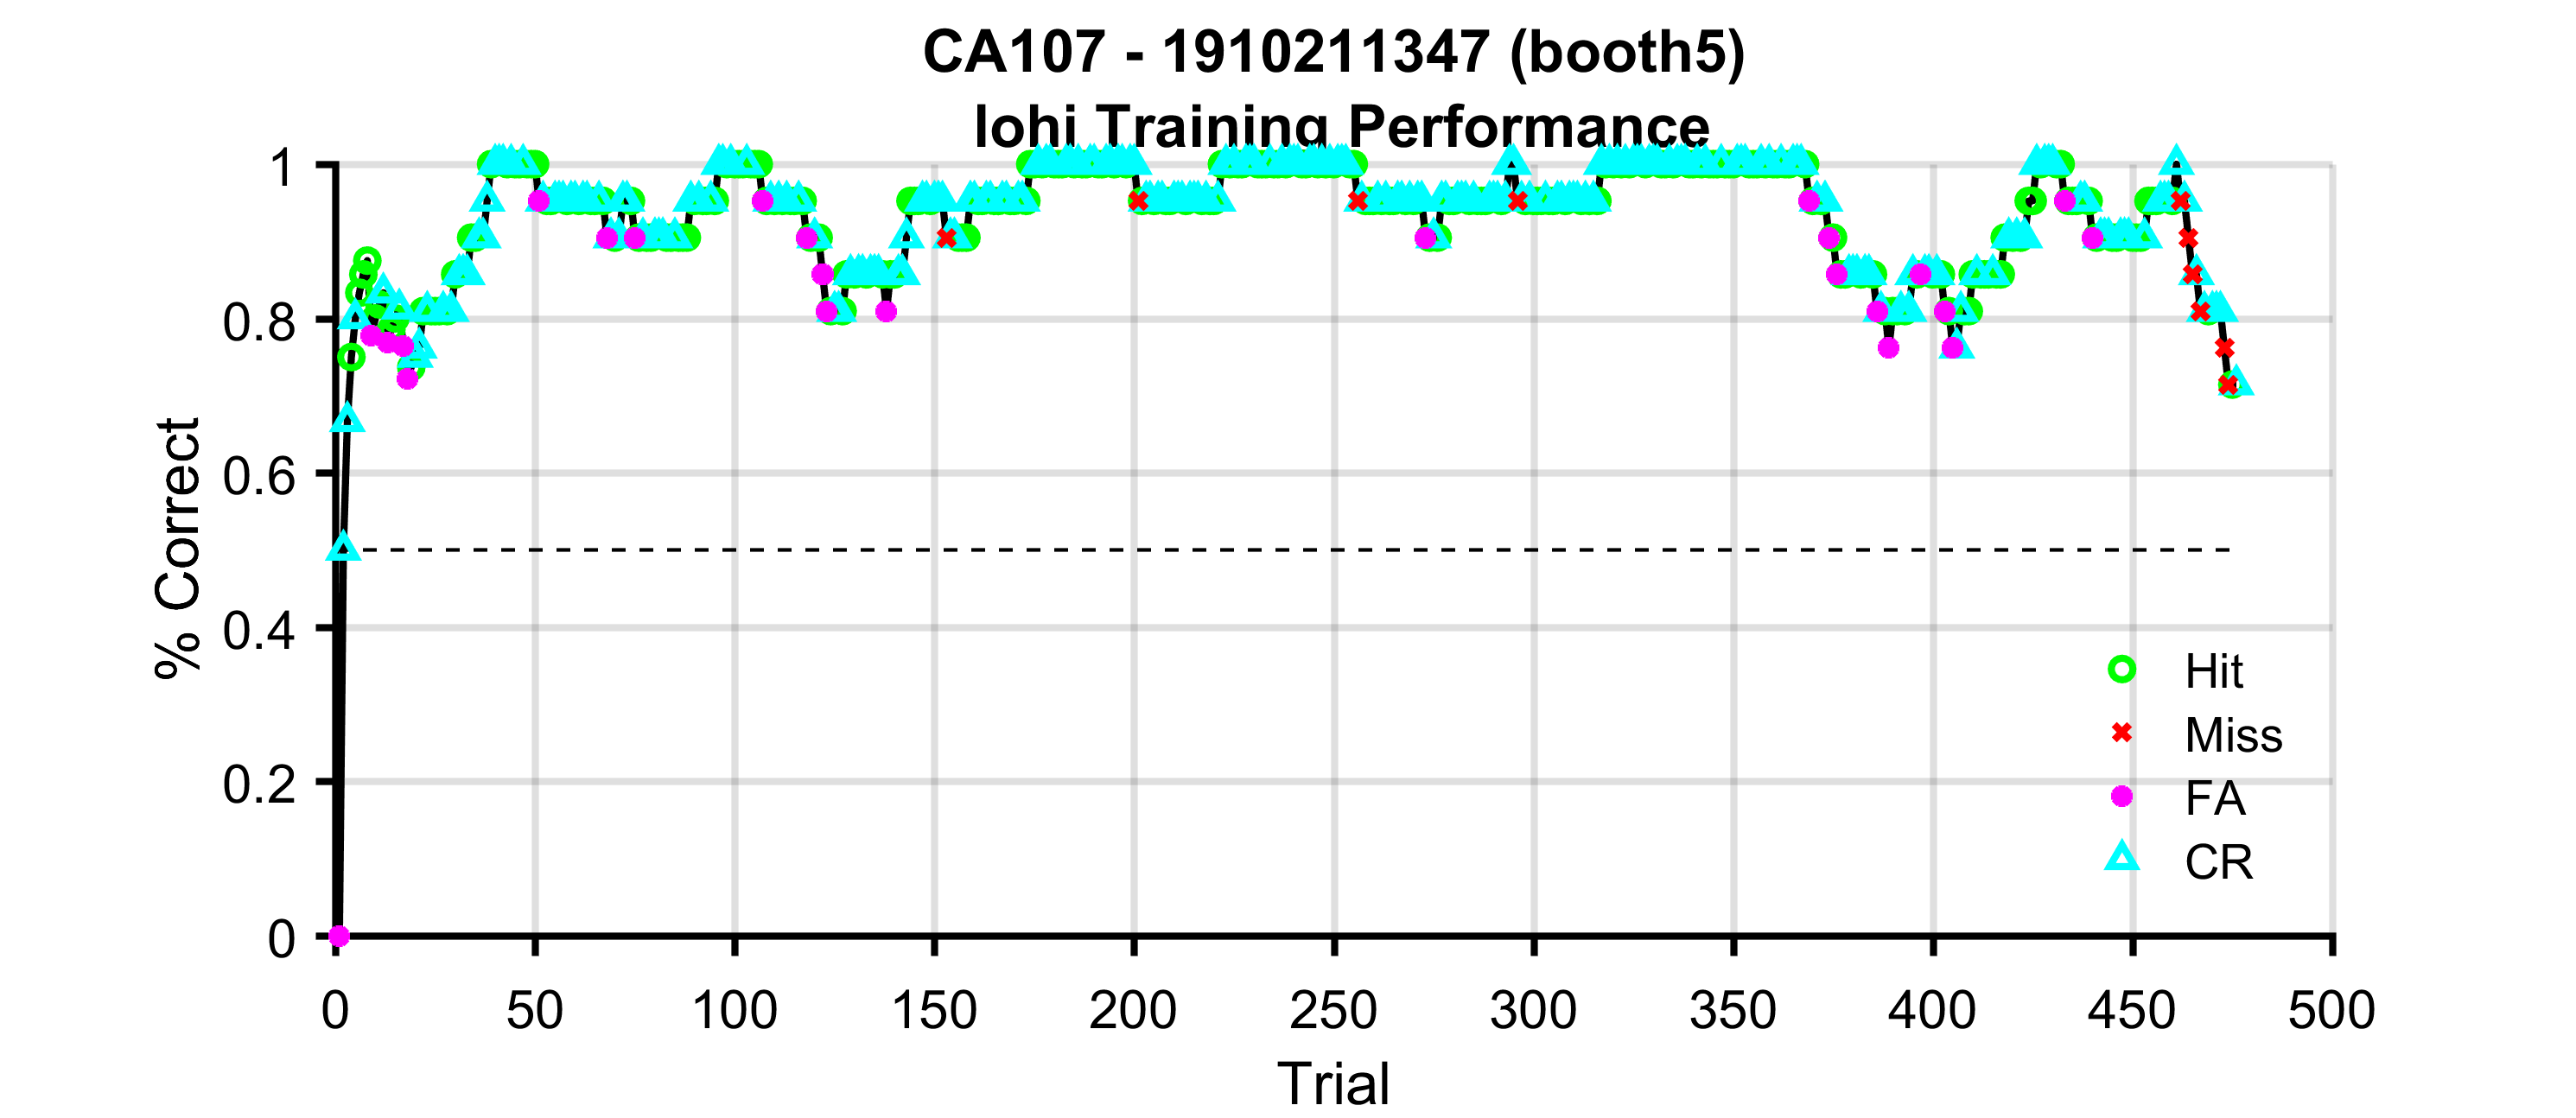 CA107 - 1910211347 (booth5)
lohi Training Performance
% Correct
1
0.8
0.6
0.4
0.2
0
0 50 100 150 200 250 300 350 400 450 500
Trial
Hit
Miss
FA
CR